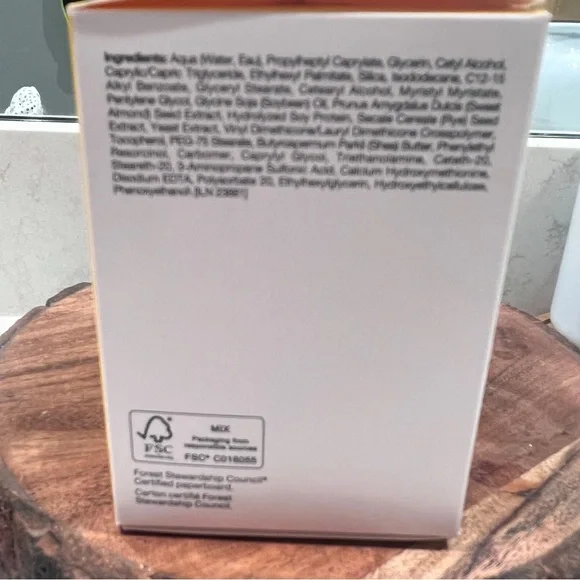 Ingredients: Aqua (Water, Eau), Propylheptyl Caprylate, Glycerin, Cetyl Alcohol,
Caprylic/Capric Triglyceride, Ethylhexyl Palmitate, Silica, Isododecane, C12-15
Alkyl Benzoate, Glyceryl Stearate, Cetearyl Alcohol, Myristyl Myristate,
Pentylene Glycol, Glycine Soja (Soybean) Oil, Prunus Amygdalus Dulcis (Sweet
Almond) Seed Extract, Hydrolyzed Soy Protein, Secale Cereale (Rye) Seed
Extract, Yeast Extract, Vinyl Dimethicone/Lauryl Dimethicone Crosspolymer,
Tocopherol, PEG-75 Stearate, Butyrospermum Parkii (Shea) Butter, Phenylethyl
Resorcinol, Carbomer, Caprylyl Glycol, Triethanolamine, Ceteth-20,
Steareth-20, 3-Aminopropane Sulfonic Acid, Calcium Hydroxymethionine,
Disodium EDTA, Polysorbate 20, Ethylhexylglycerin, Hydroxyethylcellulose,
Phenoxyethanol
FSC
MIX
Packaging from
responsible sources
FSC® C018055
Forest Stewardship Council®
Certified paperboard.
Carton certifié Forest
Stewardship Council.